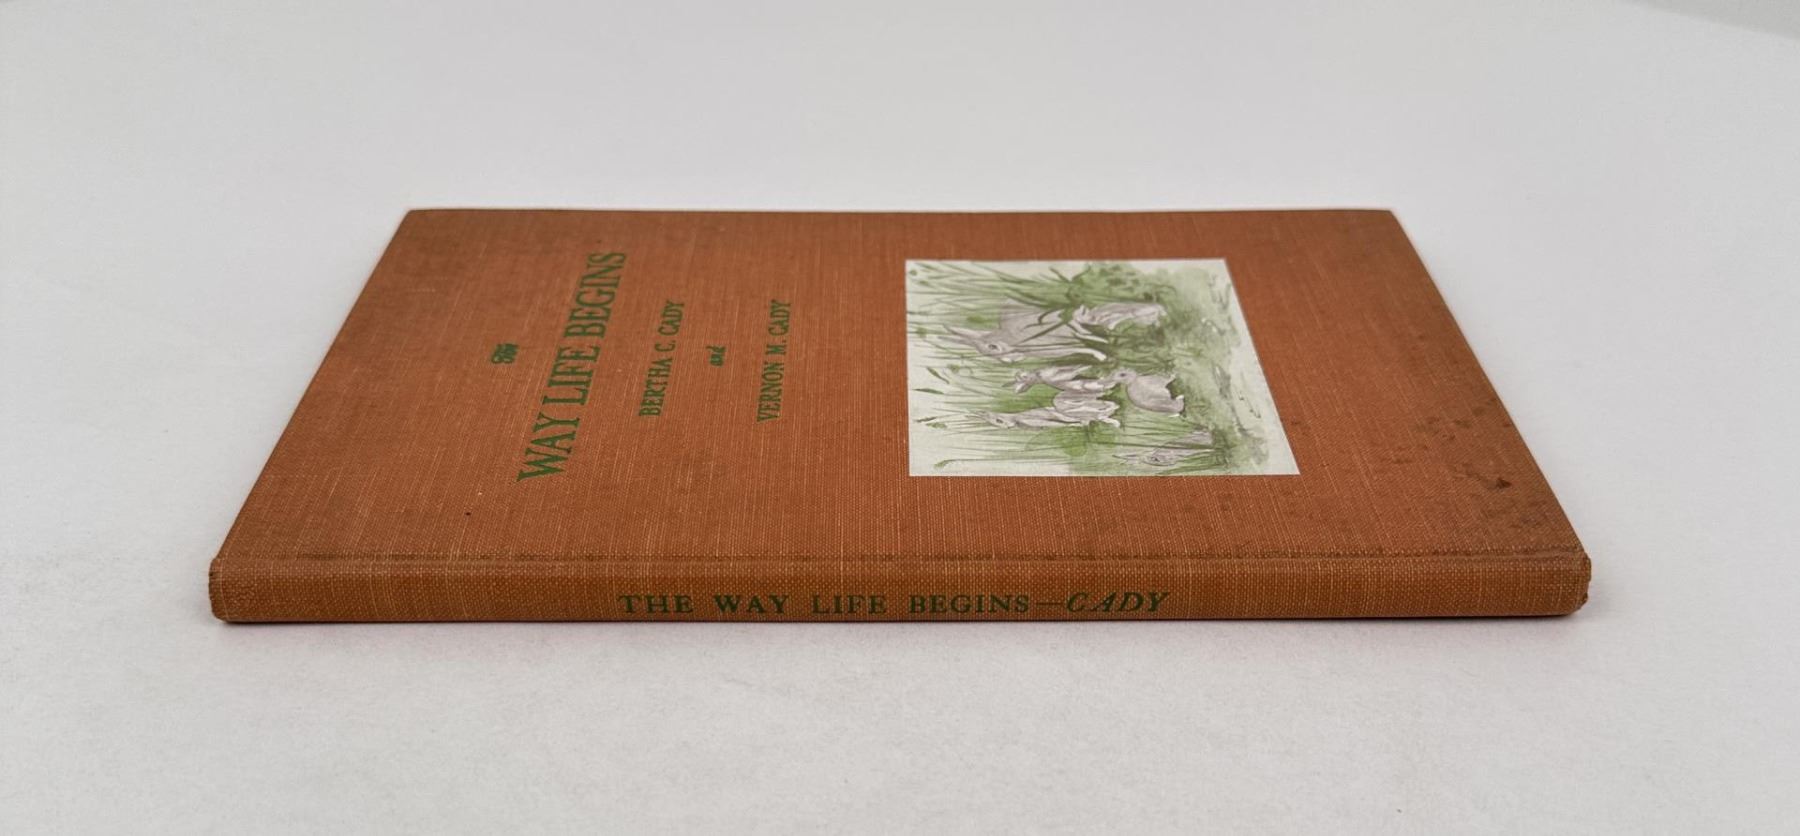 The
WAY LIFE BEGINS
BERTHA C. CADY
and
VERNON M. CADY
THE WAY LIFE BEGINS—CADY